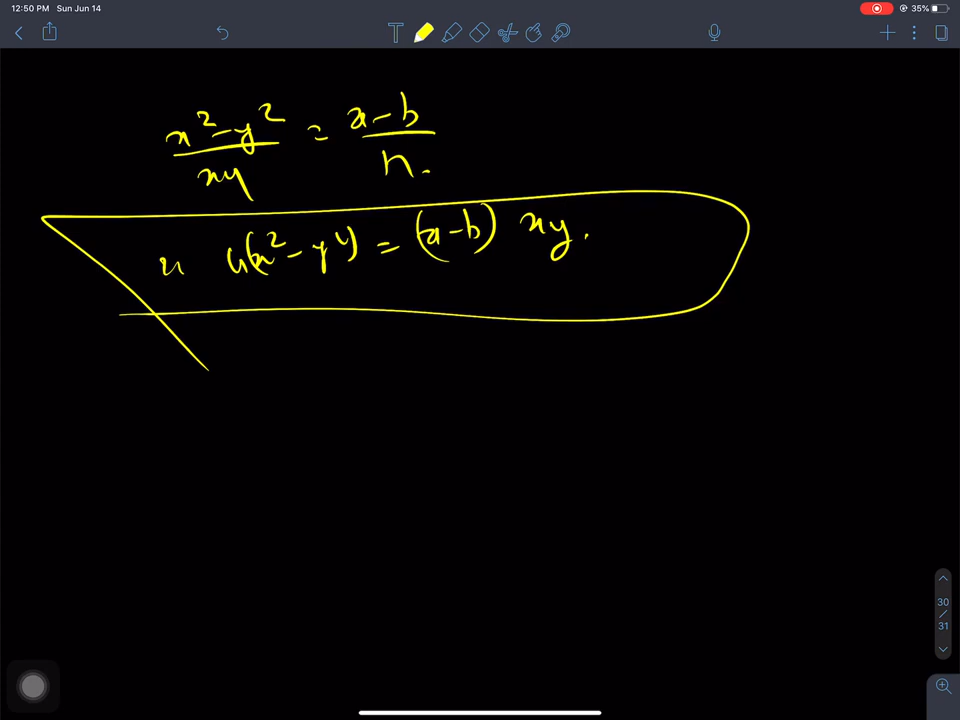 12:50 PM Sun Jun 14
35%
T
x² - y² / xy = a - b / h.
h(x² - y²) = (a - b) xy.
30
/
31